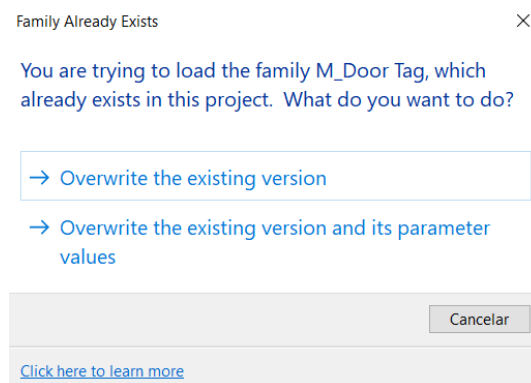 Family Already Exists
You are trying to load the family M_Door Tag, which
already exists in this project.  What do you want to do?
→ Overwrite the existing version
→ Overwrite the existing version and its parameter
values
Cancelar
Click here to learn more